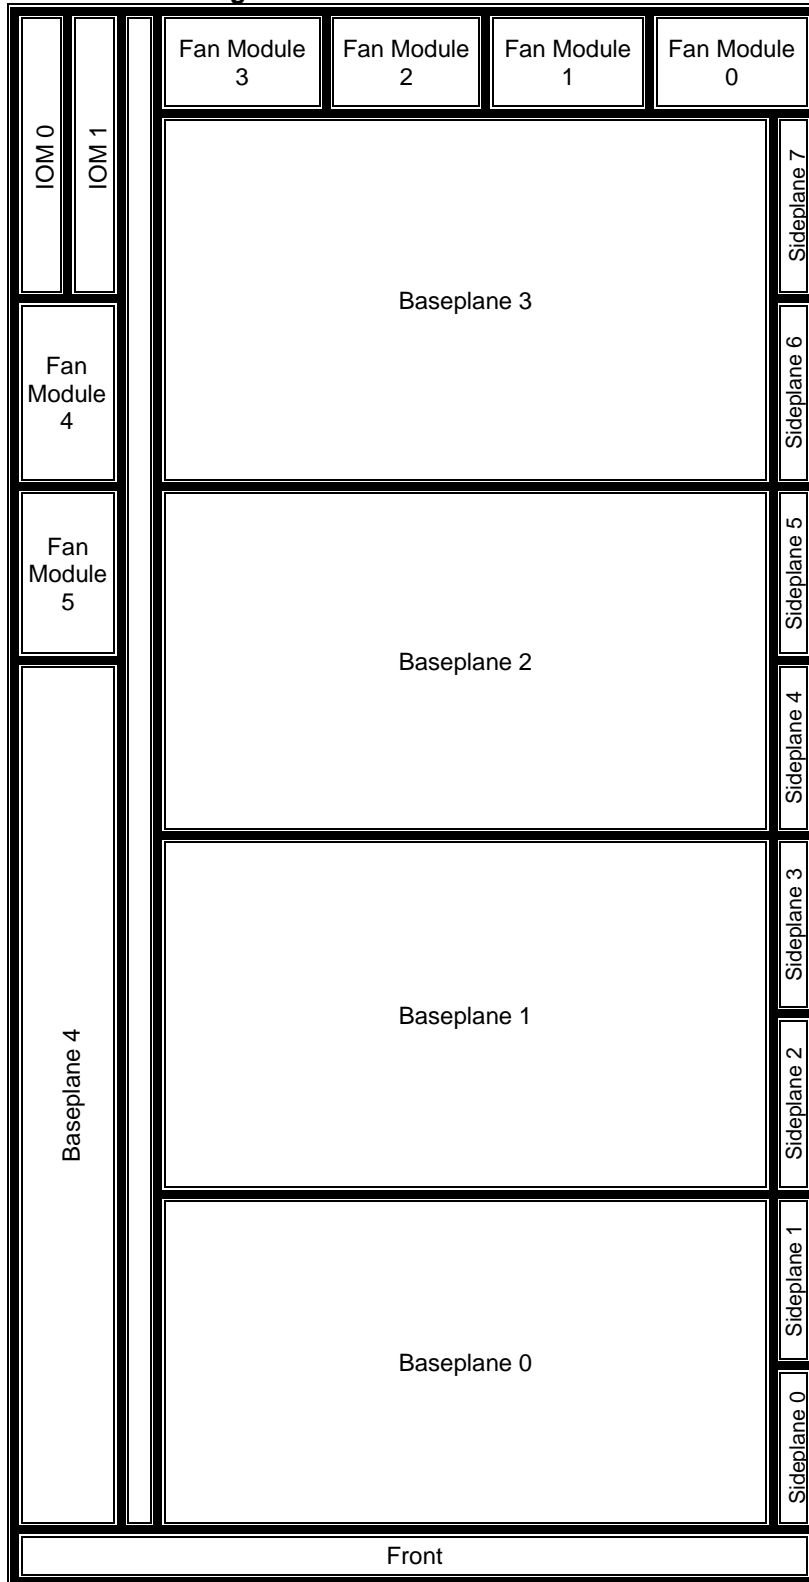 Fan Module
3
Fan Module
2
Fan Module
1
Fan Module
0
IOM 0
IOM 1
Sideplane 7
Baseplane 3
Sideplane 6
Fan
Module
4
Fan
Module
5
Sideplane 5
Baseplane 2
Sideplane 4
Sideplane 3
Baseplane 1
Baseplane 4
Sideplane 2
Sideplane 1
Baseplane 0
Sideplane 0
Front